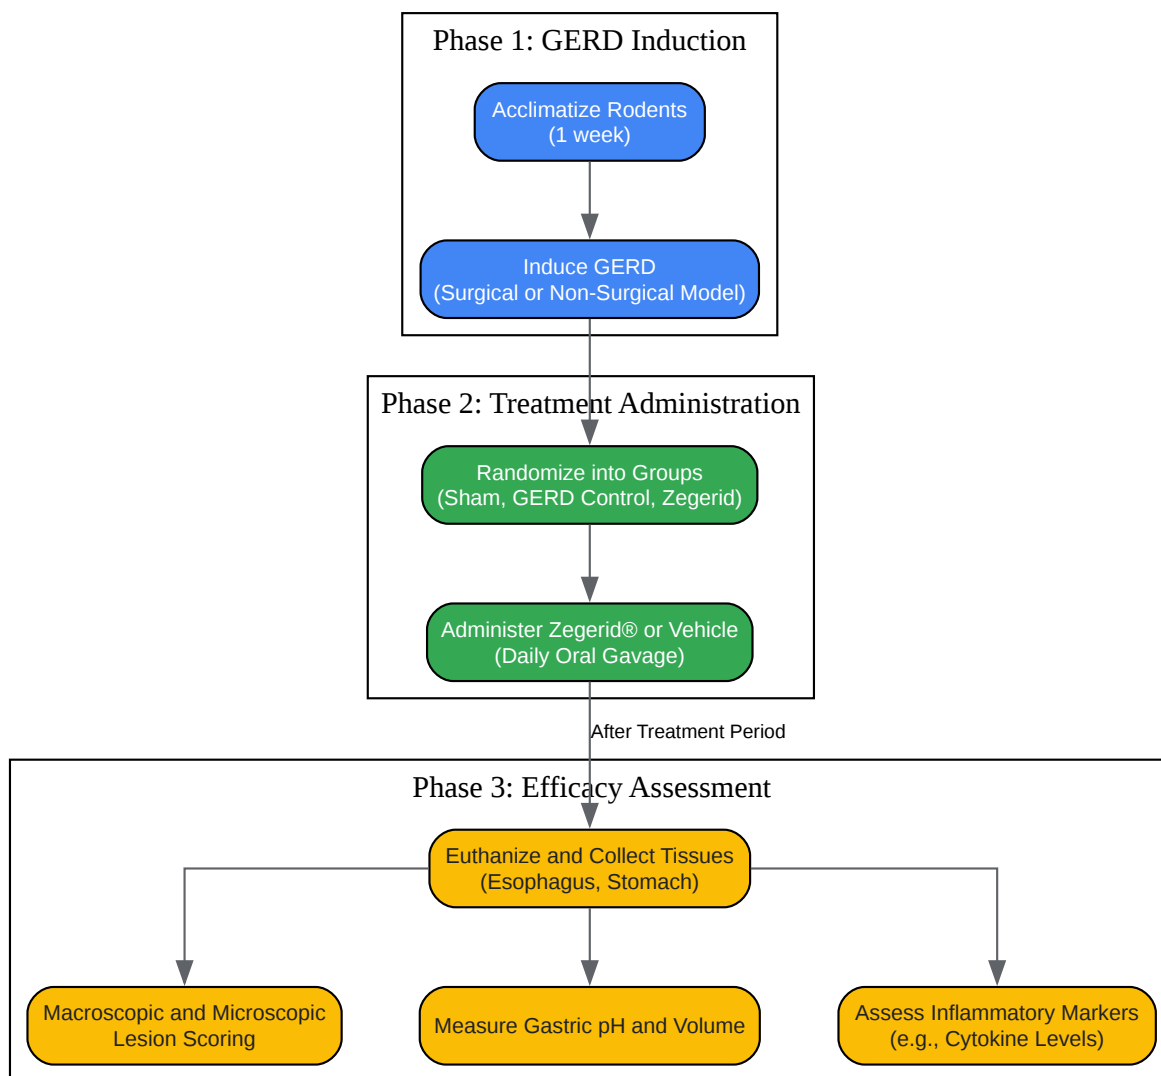 Phase 1: GERD Induction
Acclimatize Rodents
(1 week)
Induce GERD
(Surgical or Non-Surgical Model)
Phase 2: Treatment Administration
Randomize into Groups
(Sham, GERD Control, Zegerid)
Administer Zegerid® or Vehicle
(Daily Oral Gavage)
After Treatment Period
Phase 3: Efficacy Assessment
Euthanize and Collect Tissues
(Esophagus, Stomach)
Macroscopic and Microscopic
Lesion Scoring
Measure Gastric pH and Volume
Assess Inflammatory Markers
(e.g., Cytokine Levels)